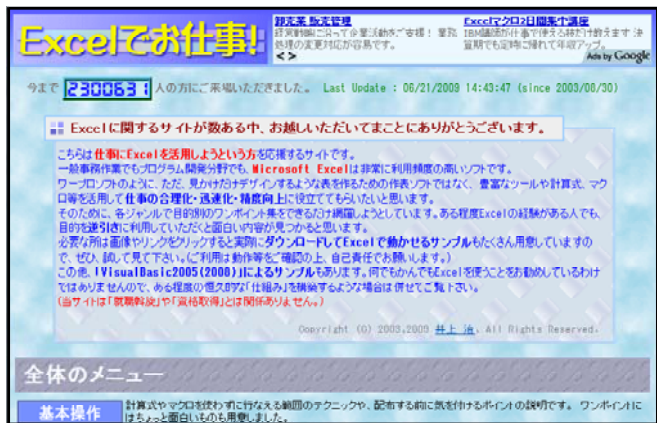 Excelでお仕事!
卸売業 販売管理
Excelマクロ2日間集中講座
Ads by Google
今まで 2300631 人の方にご来場いただきました。 Last Update : 06/21/2009 14:43:47 (since 2003/08/30)
Excelに関するサイトが数ある中、お越しいただいてまことにありがとうございます。
こちらは仕事にExcelを活用しようという方を応援するサイトです。
一般事務作業でもプログラム開発分野でも、Microsoft Excelは非常に利用頻度の高いソフトです。
ワープロソフトのように、ただ、見かけだけデザインするような表を作るための作表ソフトではなく、豊富なツールや計算式、マク
ロ等を活用して仕事の合理化・迅速化・精度向上に役立ててもらいたいと思います。
そのために、各ジャンルで目的別のワンポイント集をできるだけ網羅しようとしています。ある程度Excelの経験がある人でも、
目的を逆引きに利用していただくと面白い内容が見つかると思います。
必要な所は画像やリンクをクリックすると実際にダウンロードしてExcelで動かせるサンプルもたくさん用意していますの
で、ぜひ、試して見て下さい。(ご利用は動作等をご確認の上、自己責任でお願いします。)
この他、「VisualBasic2005(2008)」によるサンプルもあります。何でもかんでもExcelを使うことをお勧めしているわけ
ではありませんので、ある程度の恒久的な「仕組み」を構築するような場合は併せてご覧下さい。
(当サイトは「就職斡旋」や「資格取得」とは関係ありません。)
Copyright (C) 2003,2009 井上 治, All Rights Reserved.
全体のメニュー
基本操作
計算式やマクロを使わずに行なえる範囲のテクニックや、配布する前に気を付けるポイントの説明です。 ワンポイントに
はちょっと面白いものも用意しました。